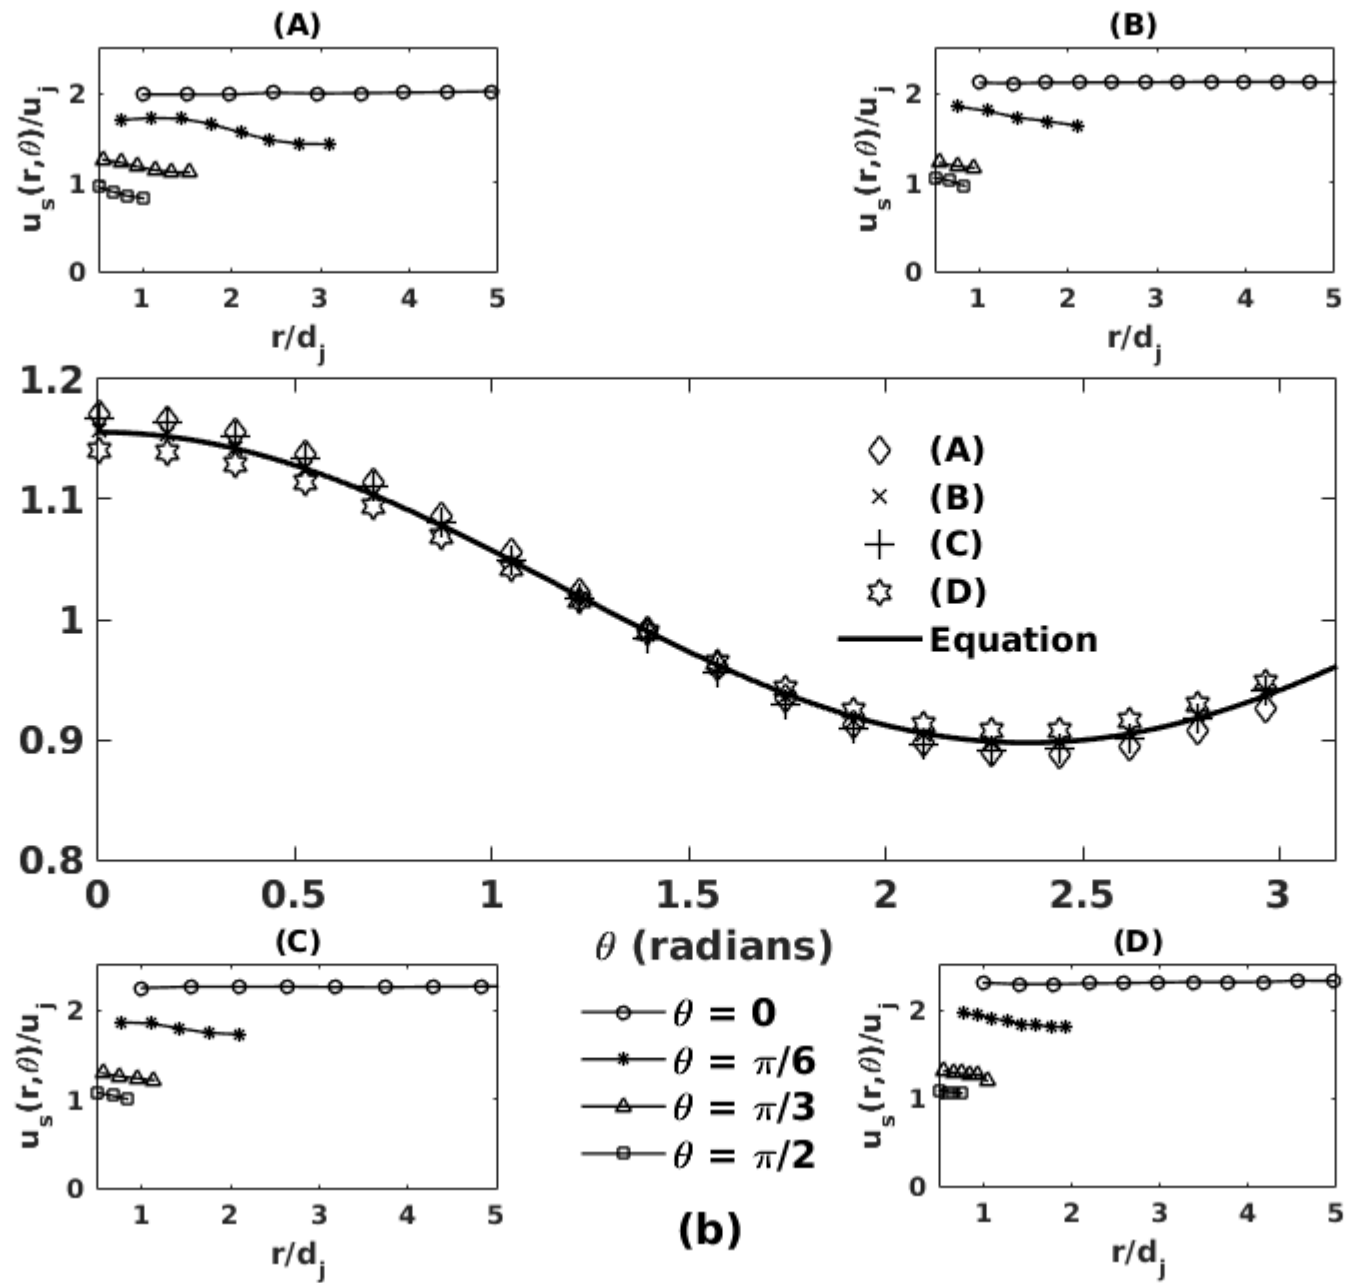 (A)
u_s(r,θ)/u_j
2
1
0
1 2 3 4 5
r/d_j
(B)
u_s(r,θ)/u_j
2
1
0
1 2 3 4 5
r/d_j
1.2
1.1
1
0.9
0.8
0 0.5 1 1.5 2 2.5 3
θ (radians)
(A)
(B)
(C)
(D)
Equation
(C)
u_s(r,θ)/u_j
2
1
0
1 2 3 4 5
r/d_j
θ = 0
θ = π/6
θ = π/3
θ = π/2
(b)
(D)
u_s(r,θ)/u_j
2
1
0
1 2 3 4 5
r/d_j